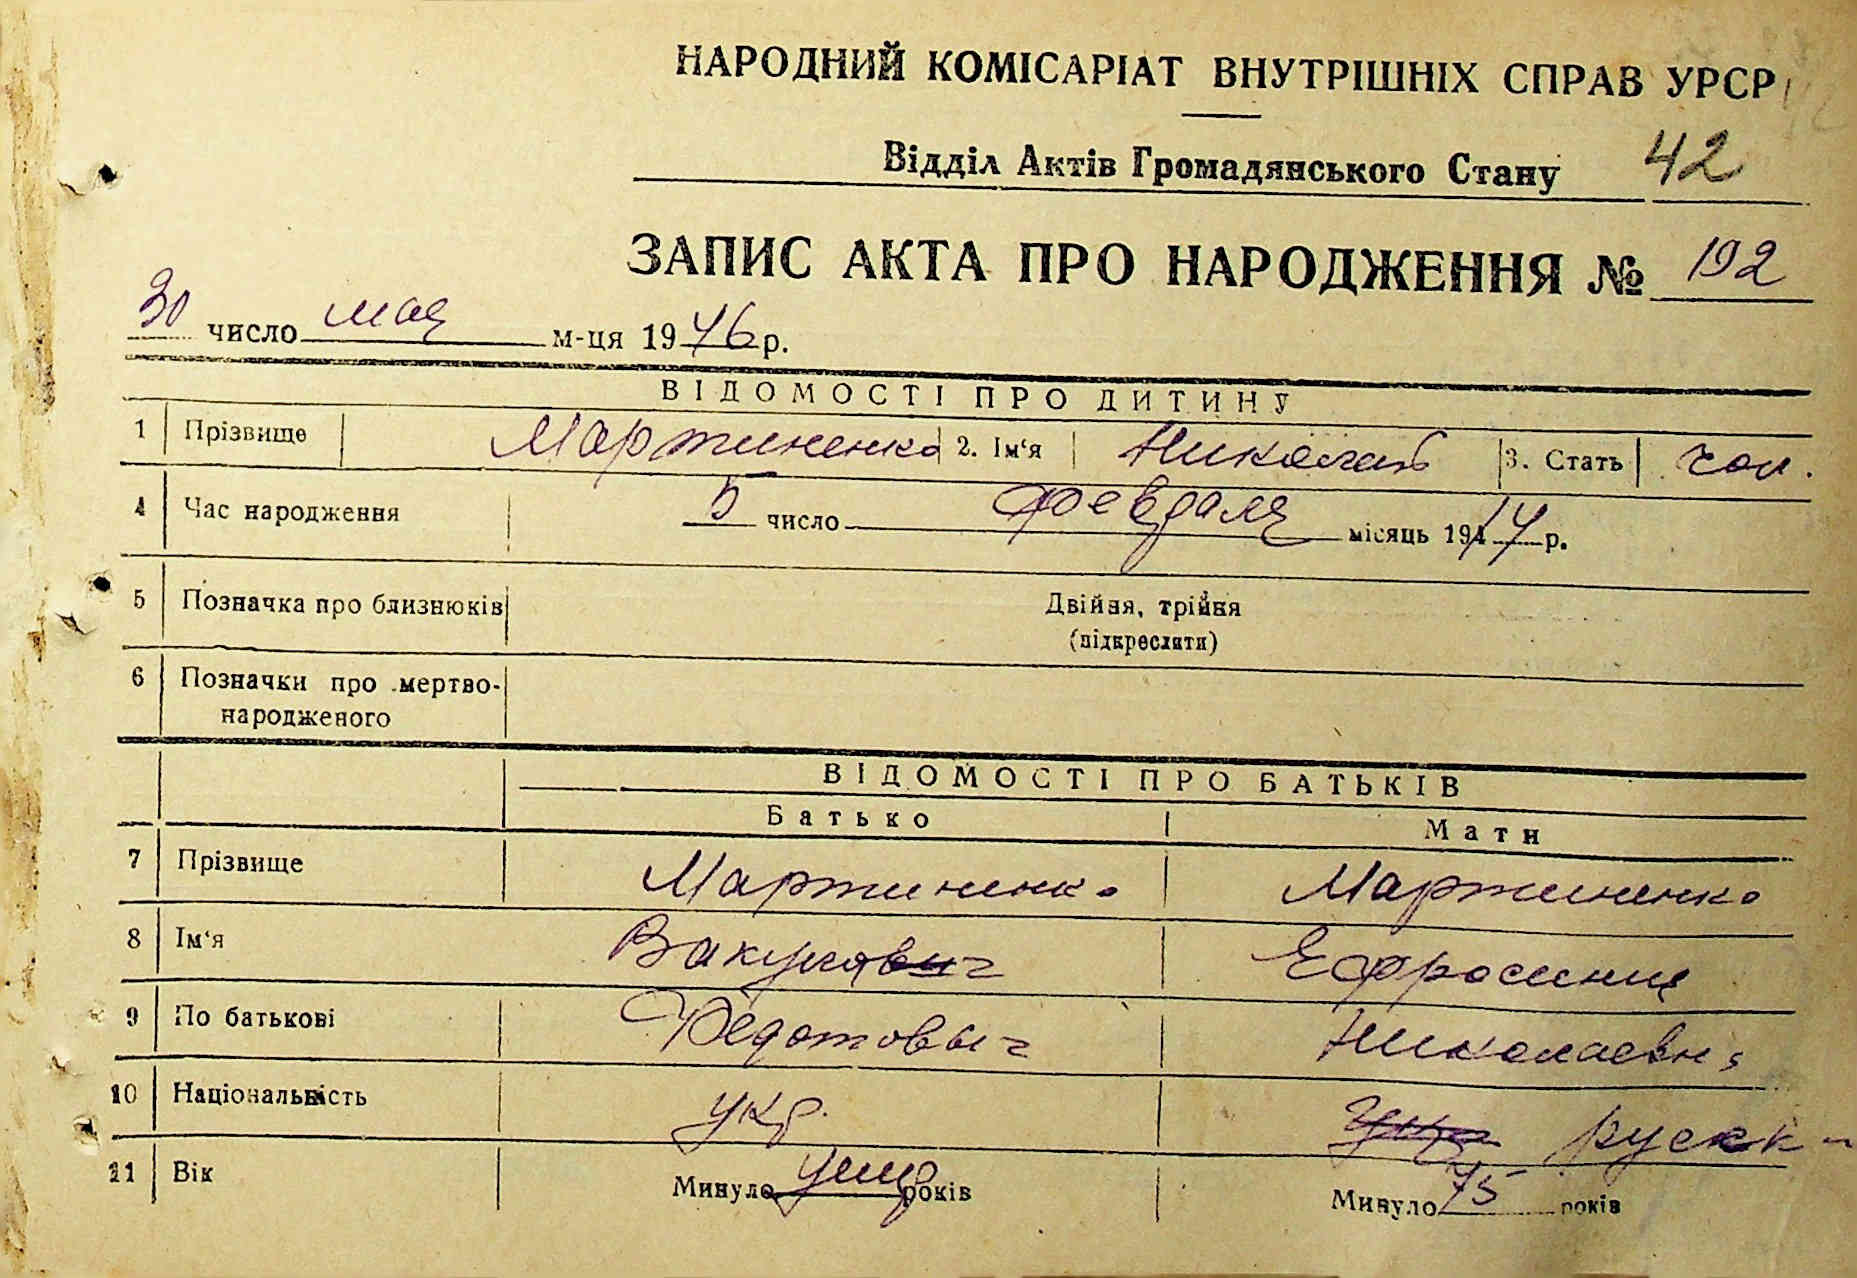 НАРОДНИЙ КОМІСАРІАТ ВНУТРІШНІХ СПРАВ УРСР
Відділ Актів Громадянського Стану 42
ЗАПИС АКТА ПРО НАРОДЖЕННЯ № 192
30 число мая м-ця 1946 р.
ВІДОМОСТІ ПРО ДИТИНУ
1 Прізвище Мартиненко 2. Ім'я Николай 3. Стать чол.
4 Час народження 5 число февраля місяць 1914 р.
5 Позначка про близнюків Двійня, трійня
(підкреслити)
6 Позначки про мертво-
народженого
ВІДОМОСТІ ПРО БАТЬКІВ
Батько Мати
7 Прізвище Мартиненко Мартиненко
8 Ім'я Ефросиния
9 По батькові Федотович Николаевн
10 Національність укр. укр русск
11 Вік Минуло умер років Минуло 75 років